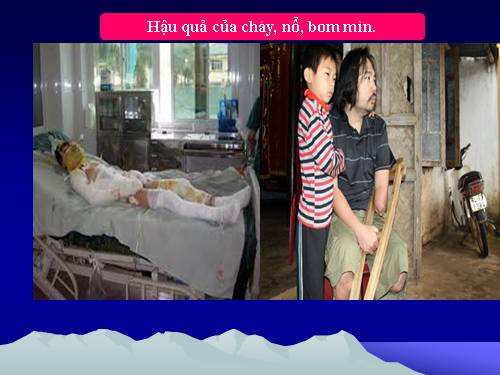 Hậu quả của cháy, nổ, bom mìn.